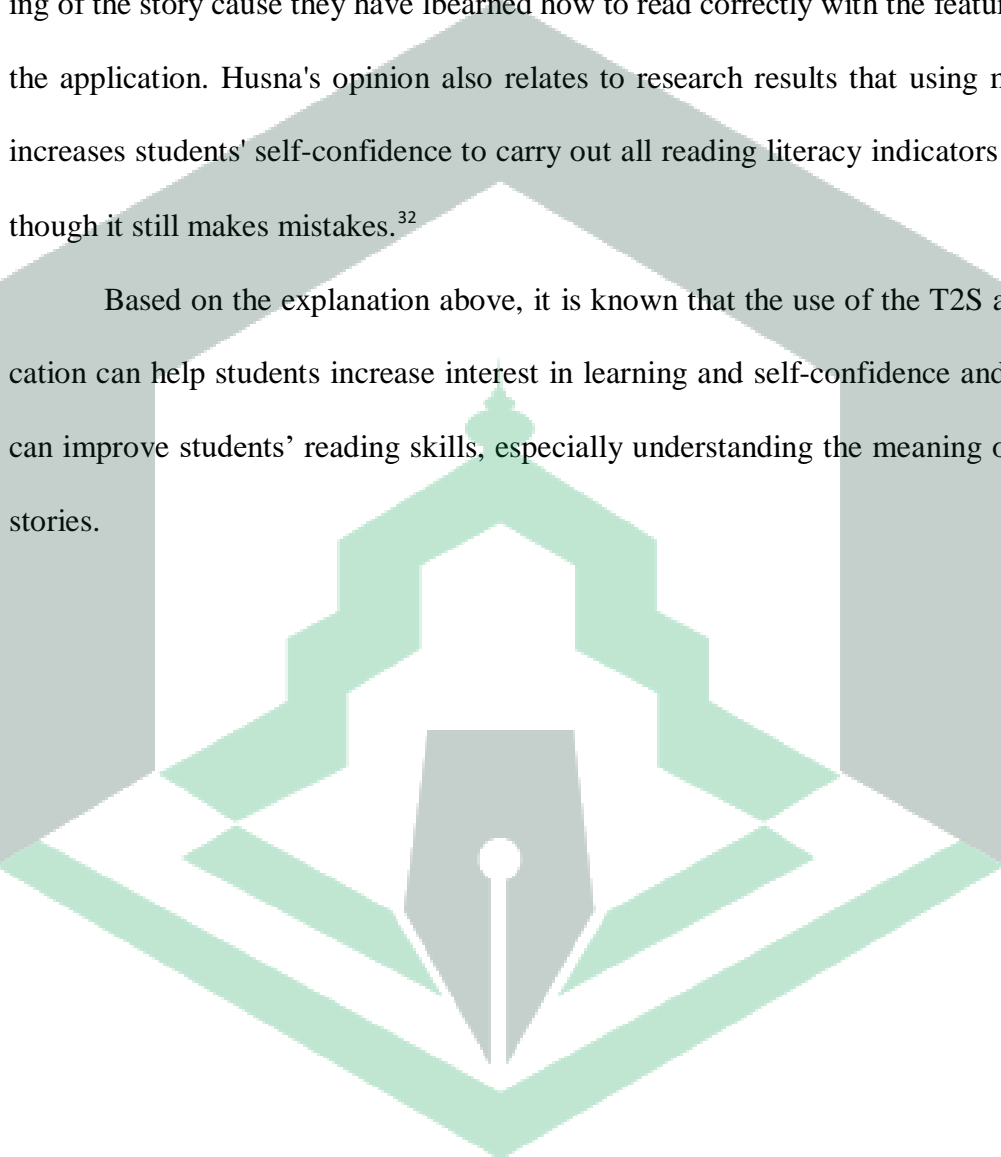 ing of the story cause they have lbearned how to read correctly with the featur
the application. Husna's opinion also relates to research results that using
increases students' self-confidence to carry out all reading literacy indicators
though it still makes mistakes.32
Based on the explanation above, it is known that the use of the T2S a
cation can help students increase interest in learning and self-confidence and
can improve students’ reading skills, especially understanding the meaning
stories.